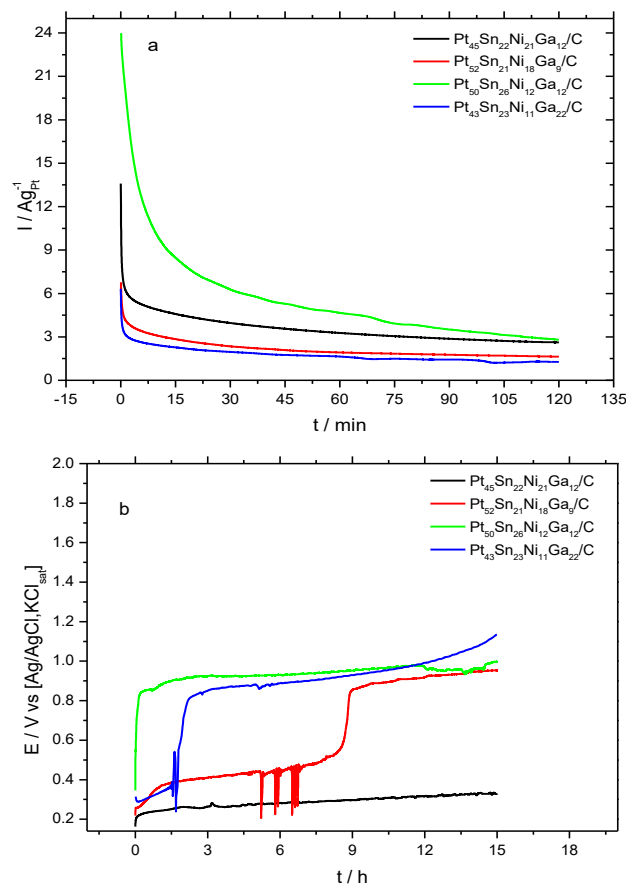 a
Pt45Sn22Ni21Ga12/C
Pt52Sn21Ni18Ga9/C
Pt50Sn26Ni12Ga12/C
Pt43Sn23Ni11Ga22/C
24
21
18
15
12
9
6
3
0
I / Ag-1Pt
-15 0 15 30 45 60 75 90 105 120 135
t / min
b
Pt45Sn22Ni21Ga12/C
Pt52Sn21Ni18Ga9/C
Pt50Sn26Ni12Ga12/C
Pt43Sn23Ni11Ga22/C
2.0
1.8
1.6
1.4
1.2
1.0
0.8
0.6
0.4
0.2
E / V vs [Ag/AgCl,KClsat]
0 3 6 9 12 15 18
t / h